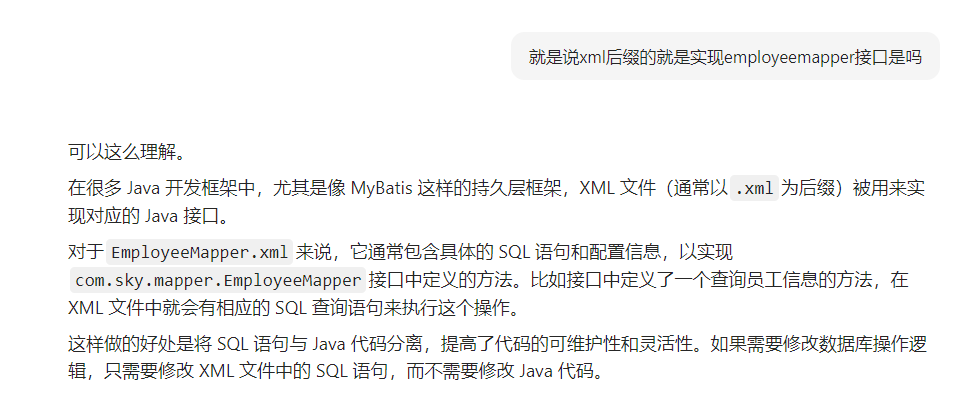 就是说xml后缀的就是实现employeemapper接口是吗
可以这么理解。
在很多 Java 开发框架中，尤其是像 MyBatis 这样的持久层框架，XML 文件（通常以 .xml 为后缀）被用来实
现对应的 Java 接口。
对于 EmployeeMapper.xml 来说，它通常包含具体的 SQL 语句和配置信息，以实现
com.sky.mapper.EmployeeMapper 接口中定义的方法。比如接口中定义了一个查询员工信息的方法，在
XML 文件中就会有相应的 SQL 查询语句来执行这个操作。
这样做的好处是将 SQL 语句与 Java 代码分离，提高了代码的可维护性和灵活性。如果需要修改数据库操作逻
辑，只需要修改 XML 文件中的 SQL 语句，而不需要修改 Java 代码。